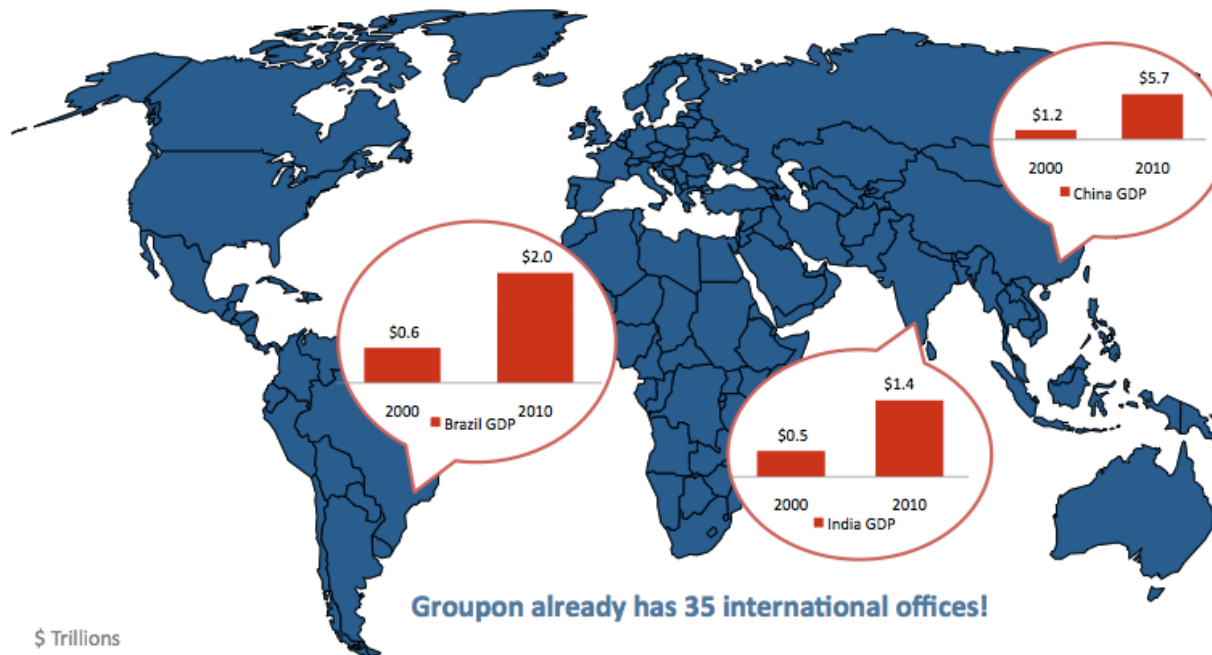 $5.7
$1.2
2000 2010
China GDP
$2.0
$0.6
2000 2010
Brazil GDP
$1.4
$0.5
2000 2010
India GDP
Groupon already has 35 international offices!
$ Trillions